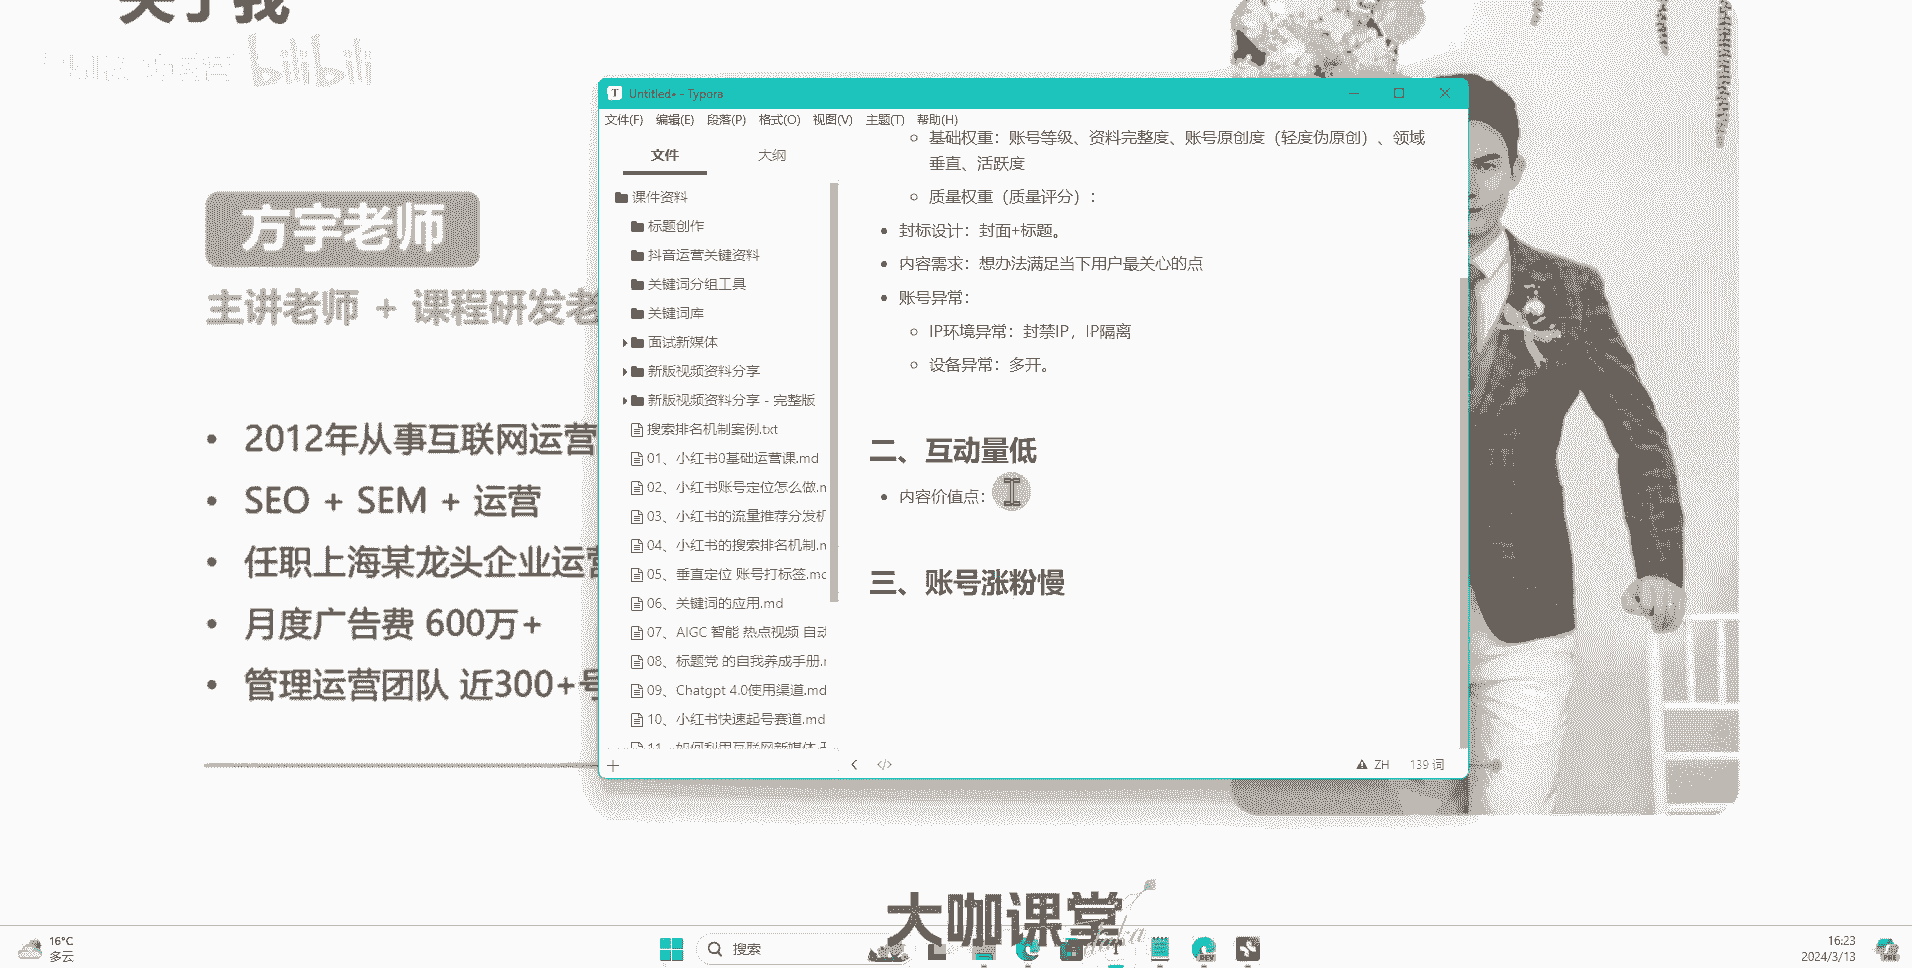 关于我
bilibili
方宇老师
主讲老师 + 课程研发老
2012年从事互联网运营
SEO + SEM + 运营
任职上海某龙头企业运营
月度广告费 600万+
管理运营团队 近300+号
Untitled• - Typora
文件(F) 编辑(E) 段落(P) 格式(O) 视图(V) 主题(T) 帮助(H)
文件 大纲
课件资料
标题创作
抖音运营关键资料
关键词分组工具
关键词库
面试新媒体
新版视频资料分享
新版视频资料分享 - 完整版
搜索排名机制案例.txt
01、小红书0基础运营课.md
02、小红书账号定位怎么做.n
03、小红书的流量推荐分发机
04、小红书的搜索排名机制.n
05、垂直定位 账号打标签.mc
06、关键词的应用.md
07、AIGC 智能 热点视频 自动
08、标题党 的自我养成手册.r
09、Chatgpt 4.0使用渠道.md
10、小红书快速起号赛道.md
11、如何利用互联网新媒体
基础权重：账号等级、资料完整度、账号原创度（轻度伪原创）、领域
垂直、活跃度
质量权重（质量评分）：
封标设计：封面+标题。
内容需求：想办法满足当下用户最关心的点
账号异常：
IP环境异常：封禁IP，IP隔离
设备异常：多开。
二、互动量低
内容价值点：
三、账号涨粉慢
ZH 139 词
大咖课堂
16°C
多云
搜索
16:23
2024/3/13